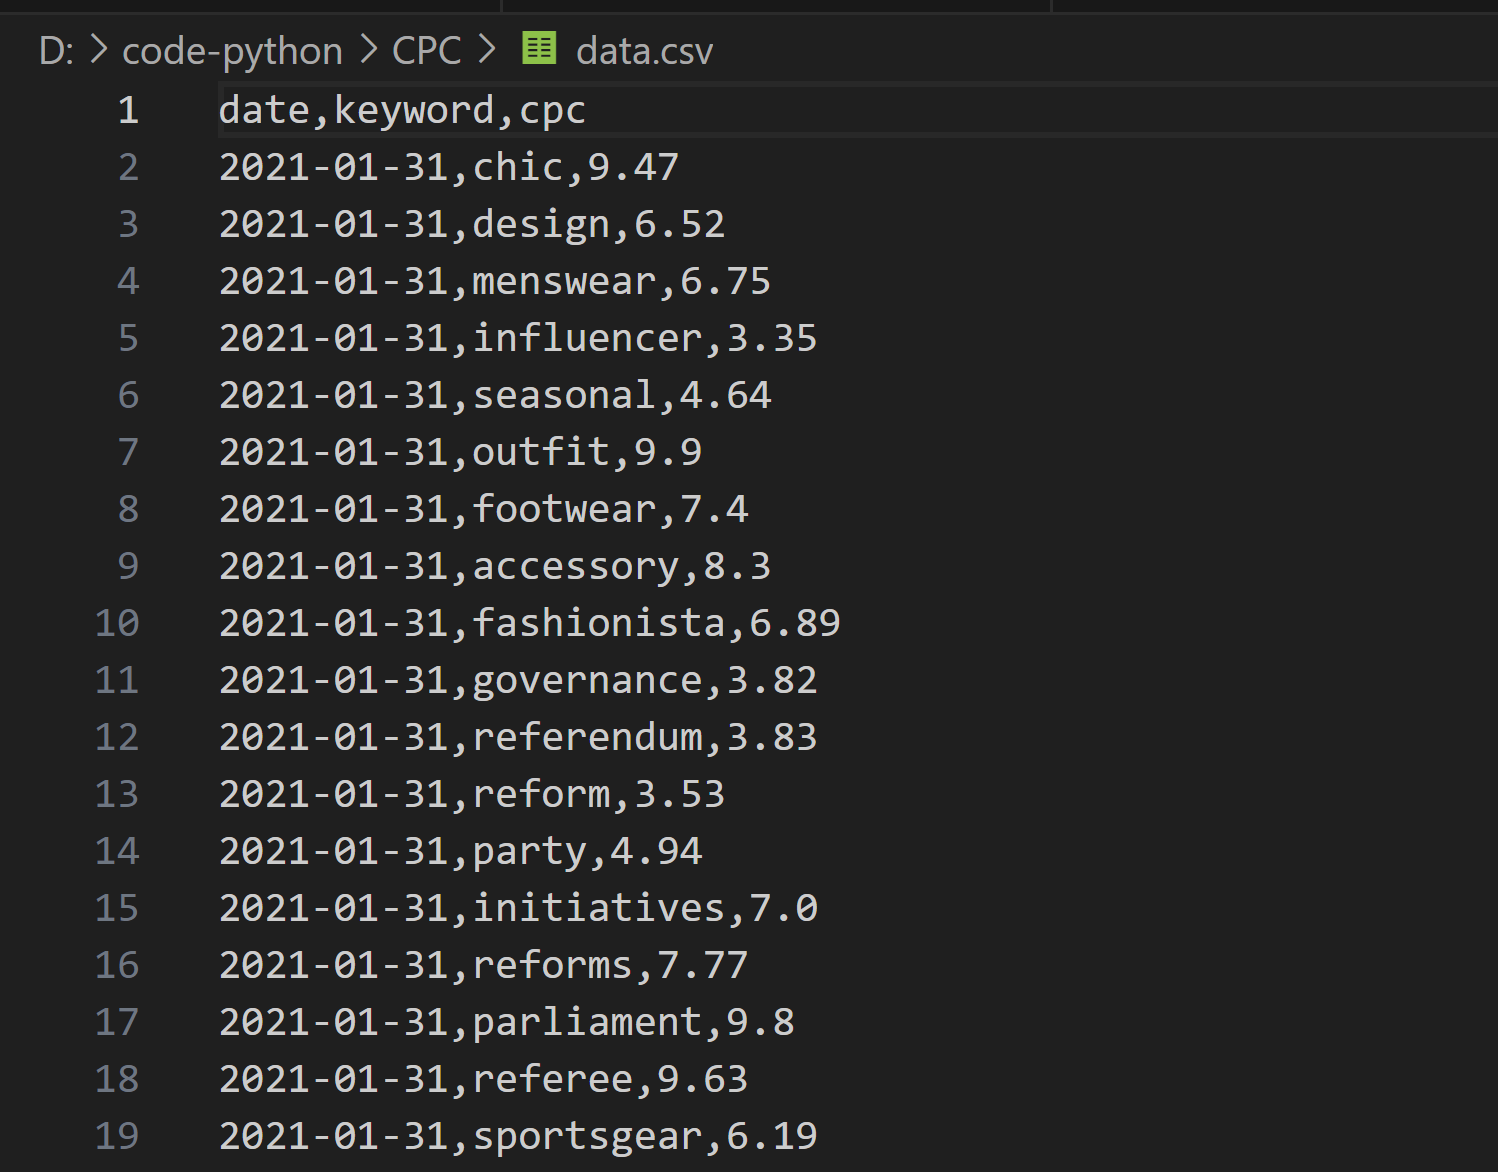 D: > code-python > CPC > data.csv
1 date,keyword,cpc
2 2021-01-31,chic,9.47
3 2021-01-31,design,6.52
4 2021-01-31,menswear,6.75
5 2021-01-31,influencer,3.35
6 2021-01-31,seasonal,4.64
7 2021-01-31,outfit,9.9
8 2021-01-31,footwear,7.4
9 2021-01-31,accessory,8.3
10 2021-01-31,fashionista,6.89
11 2021-01-31,governance,3.82
12 2021-01-31,referendum,3.83
13 2021-01-31,reform,3.53
14 2021-01-31,party,4.94
15 2021-01-31,initiatives,7.0
16 2021-01-31,reforms,7.77
17 2021-01-31,parliament,9.8
18 2021-01-31,referee,9.63
19 2021-01-31,sportsgear,6.19